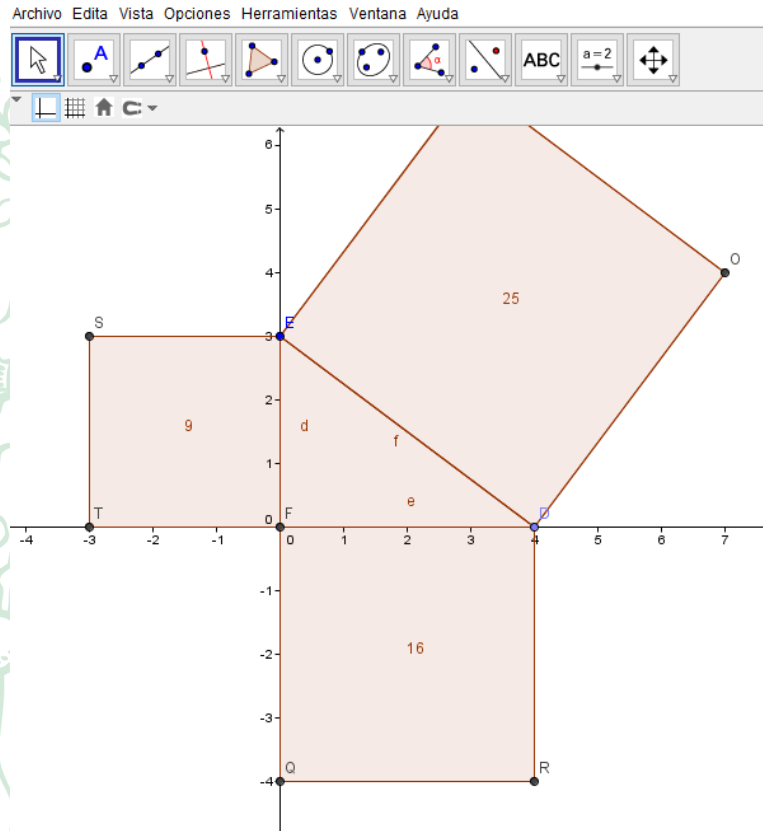 Archivo Edita Vista Opciones Herramientas Ventana Ayuda
A α ABC a=2
6
5
4 O
25
S E
3
2
9 d f
1
e
T 0 F D
-4 -3 -2 -1 0 1 2 3 4 5 6 7
-1
16
-2
-3
-4 Q R